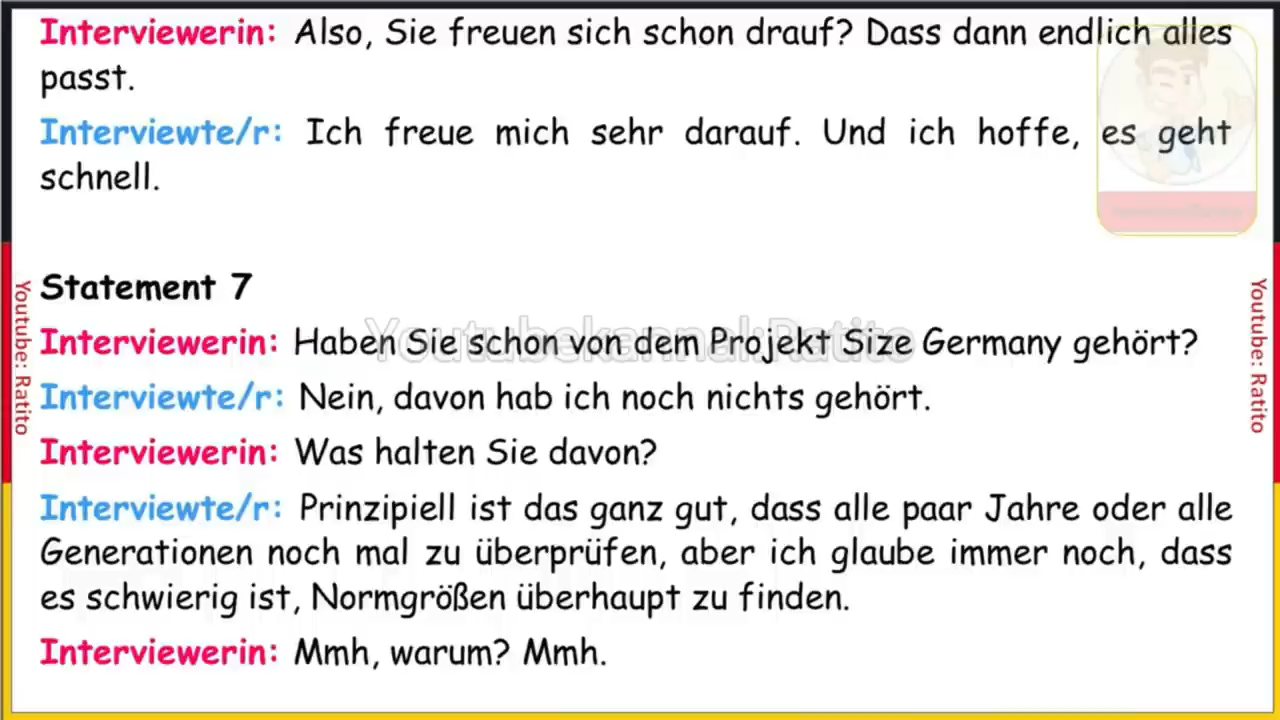 Interviewerin: Also, Sie freuen sich schon drauf? Dass dann endlich alles
passt.
Interviewte/r: Ich freue mich sehr darauf. Und ich hoffe, es geht
schnell.
Statement 7
Interviewerin: Haben Sie schon von dem Projekt Size Germany gehört?
Youtubekannal:Ratito
Interviewte/r: Nein, davon hab ich noch nichts gehört.
Interviewerin: Was halten Sie davon?
Interviewte/r: Prinzipiell ist das ganz gut, dass alle paar Jahre oder alle
Generationen noch mal zu überprüfen, aber ich glaube immer noch, dass
es schwierig ist, Normgrößen überhaupt zu finden.
Interviewerin: Mmh, warum? Mmh.
Youtube: Ratito
Youtube: Ratito